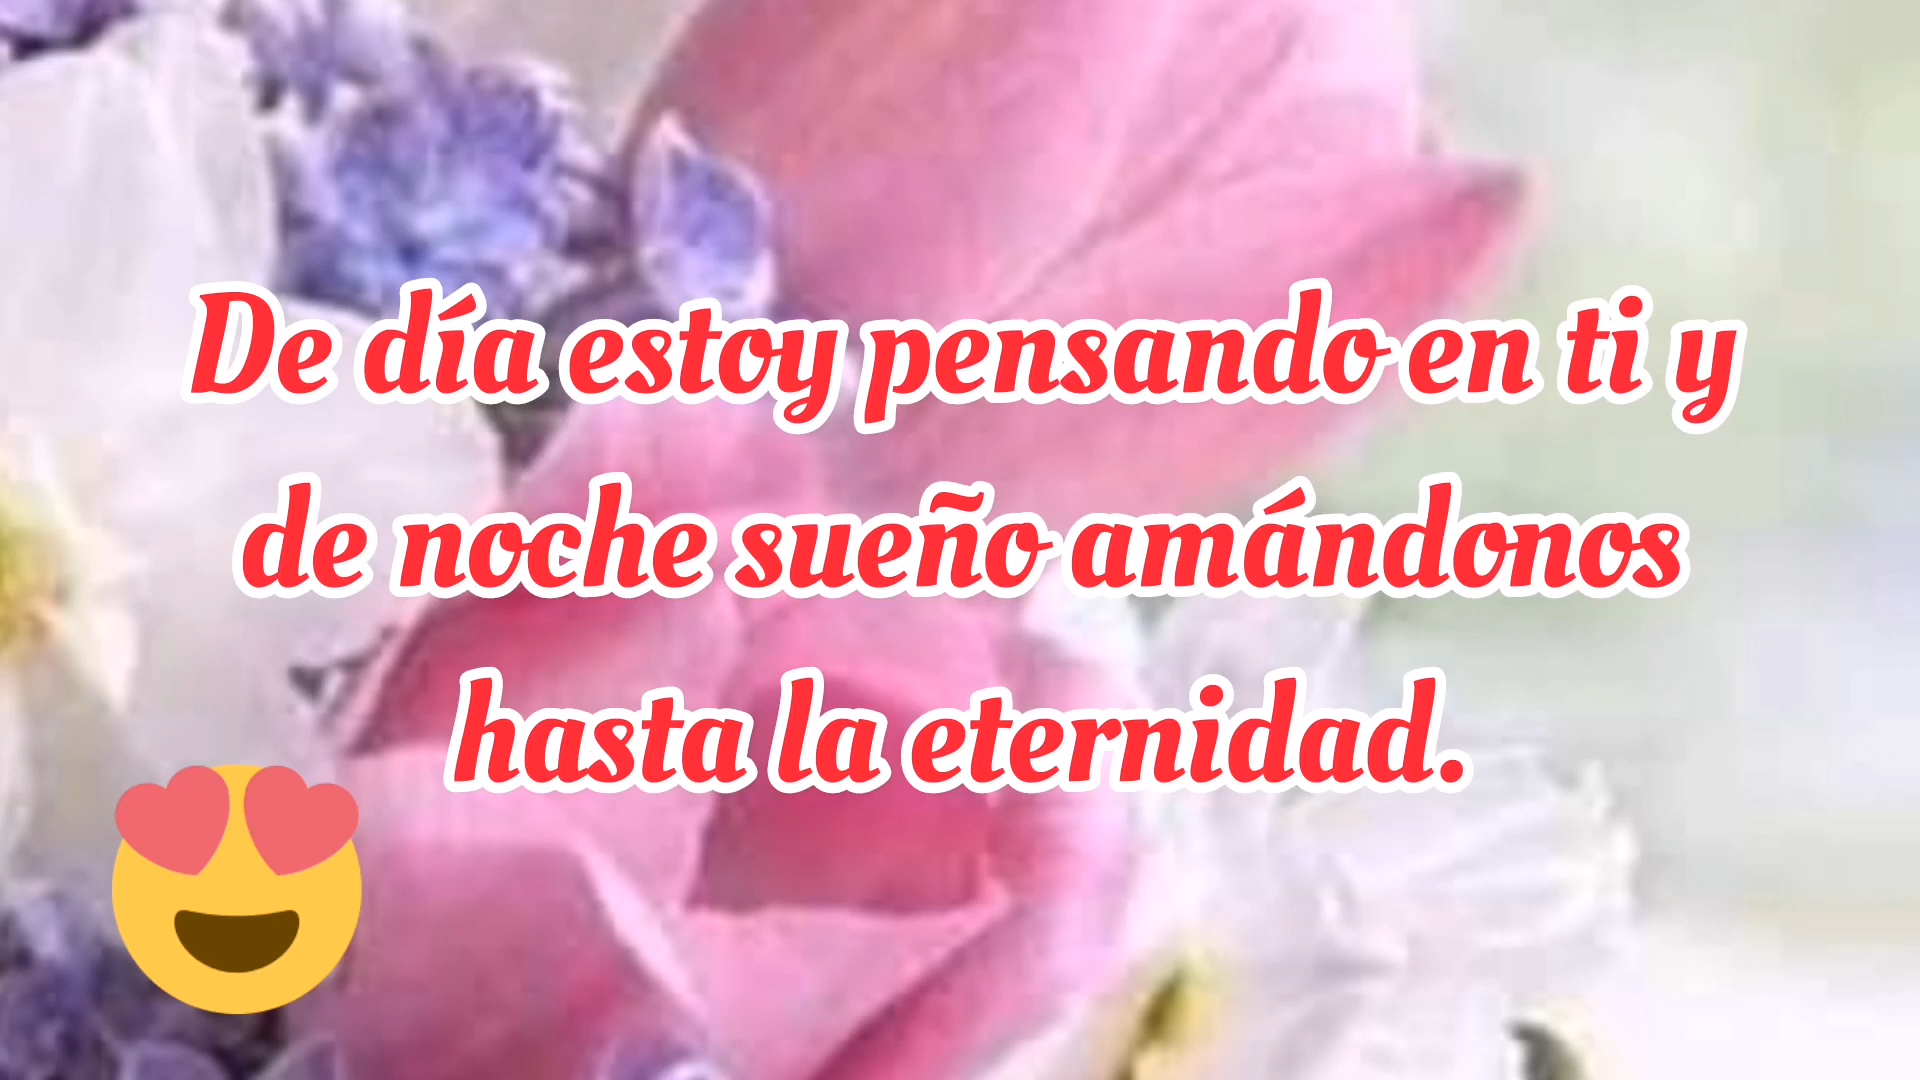 De día estoy pensando en ti y
de noche sueño amándonos
hasta la eternidad.